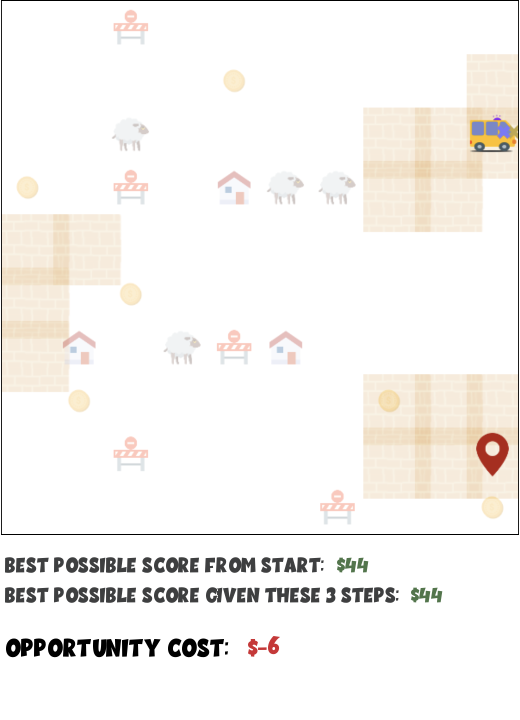 BEST POSSIBLE SCORE FROM START: $44
BEST POSSIBLE SCORE GIVEN THESE 3 STEPS: $44
OPPORTUNITY COST: $-6